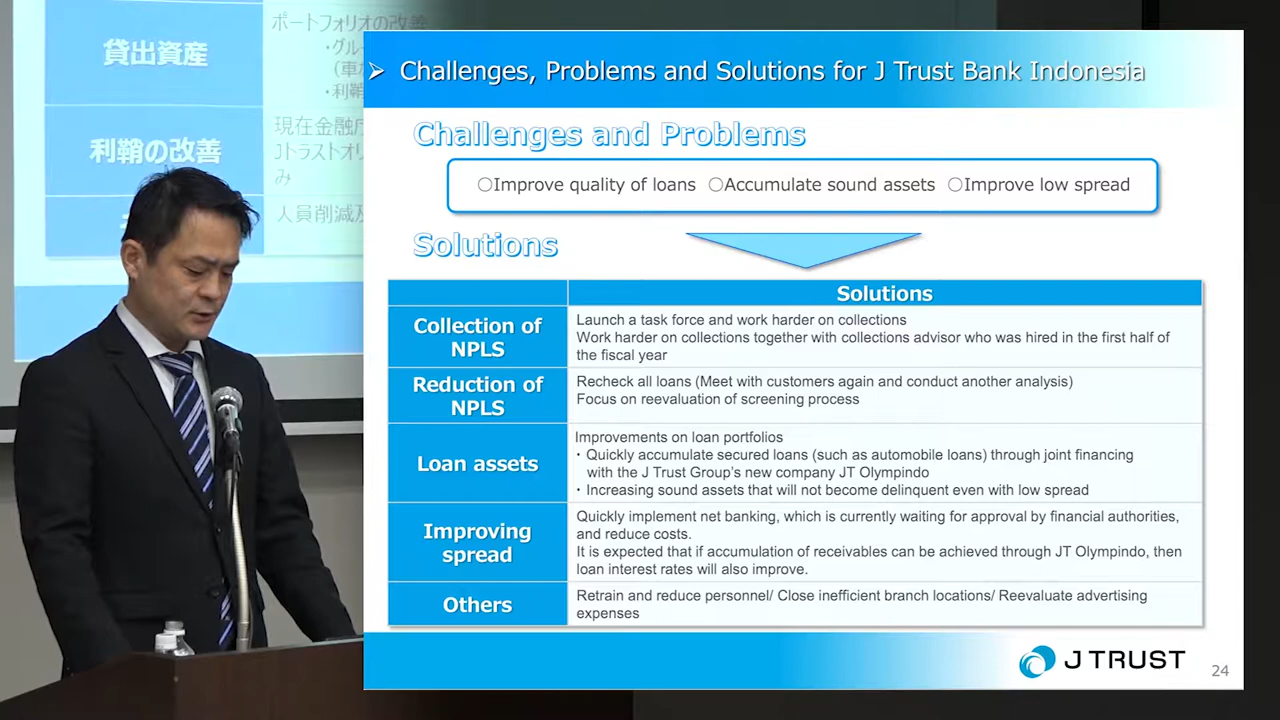 ポートフォリオの改善
貸出資産
・グルー
(車な
・利鞘
現在金融庁
利鞘の改善
Jトラストオリ
み
人員削減及
➤ Challenges, Problems and Solutions for J Trust Bank Indonesia
Challenges and Problems
○Improve quality of loans ○Accumulate sound assets ○Improve low spread
Solutions
Solutions
Collection of
NPLS
Launch a task force and work harder on collections
Work harder on collections together with collections advisor who was hired in the first half of
the fiscal year
Reduction of
NPLS
Recheck all loans (Meet with customers again and conduct another analysis)
Focus on reevaluation of screening process
Loan assets
Improvements on loan portfolios
・Quickly accumulate secured loans (such as automobile loans) through joint financing
with the J Trust Group's new company JT Olympindo
・Increasing sound assets that will not become delinquent even with low spread
Improving
spread
Quickly implement net banking, which is currently waiting for approval by financial authorities,
and reduce costs.
It is expected that if accumulation of receivables can be achieved through JT Olympindo, then
loan interest rates will also improve.
Others
Retrain and reduce personnel/ Close inefficient branch locations/ Reevaluate advertising
expenses
J TRUST
24